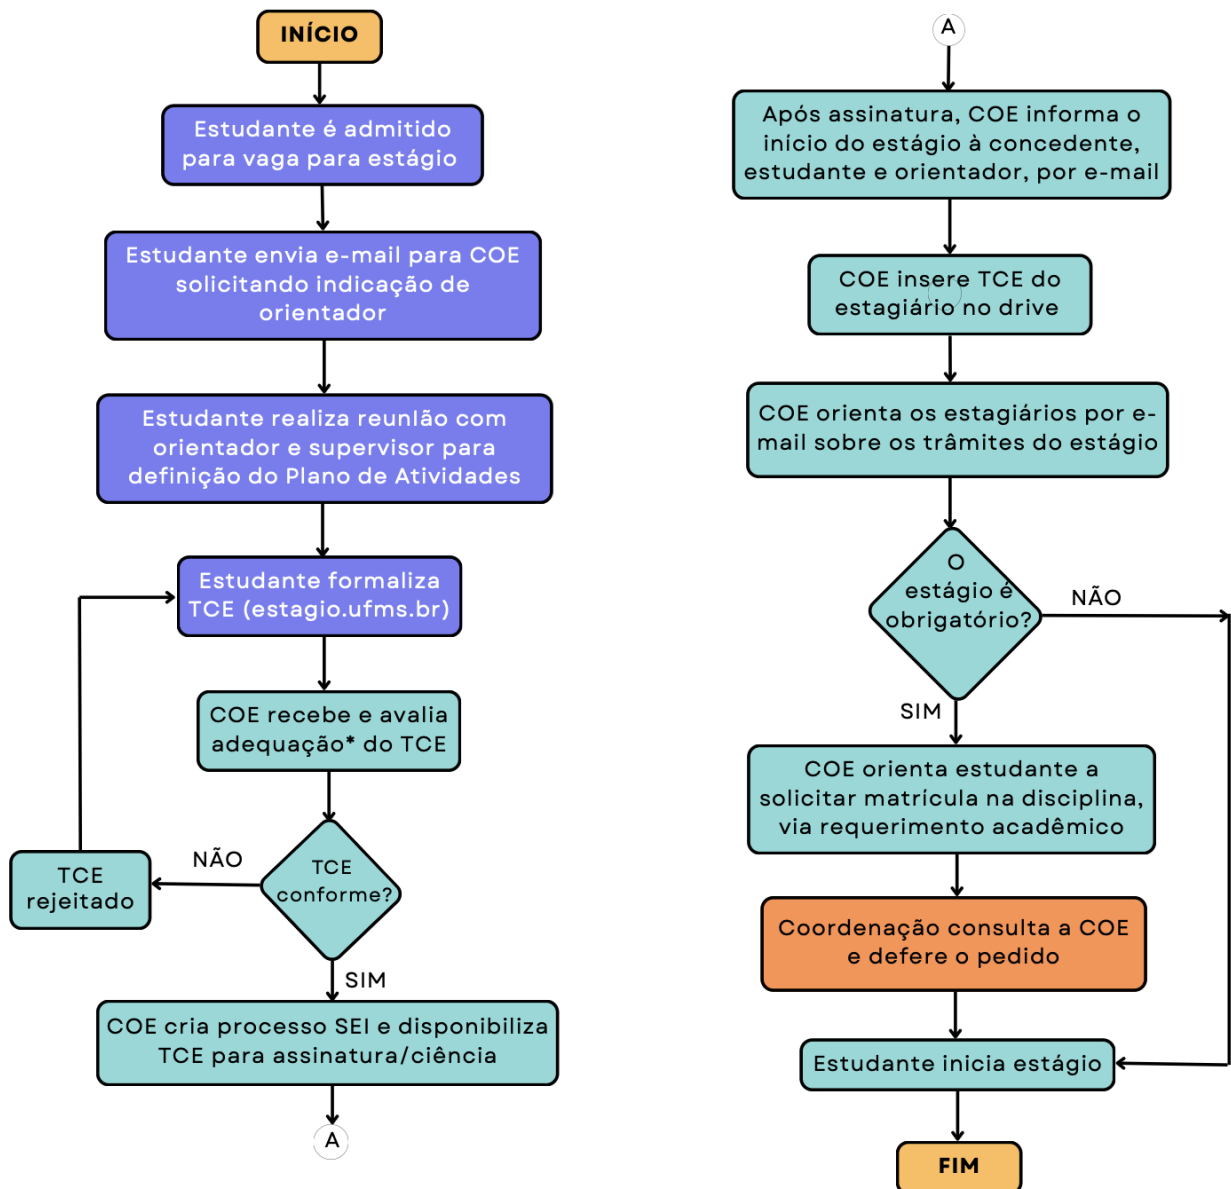 INÍCIO
Estudante é admitido
para vaga para estágio
Estudante envia e-mail para COE
solicitando indicação de
orientador
Estudante realiza reunIão com
orientador e supervisor para
definição do Plano de Atividades
Estudante formaliza
TCE (estagio.ufms.br)
COE recebe e avalia
adequação* do TCE
TCE
conforme?
NÃO
TCE
rejeitado
SIM
COE cria processo SEI e disponibiliza
TCE para assinatura/ciência
A
A
Após assinatura, COE informa o
início do estágio à concedente,
estudante e orientador, por e-mail
COE insere TCE do
estagiário no drive
COE orienta os estagiários por e-
mail sobre os trâmites do estágio
O
estágio é
obrigatório?
NÃO
SIM
COE orienta estudante a
solicitar matrícula na disciplina,
via requerimento acadêmico
Coordenação consulta a COE
e defere o pedido
Estudante inicia estágio
FIM